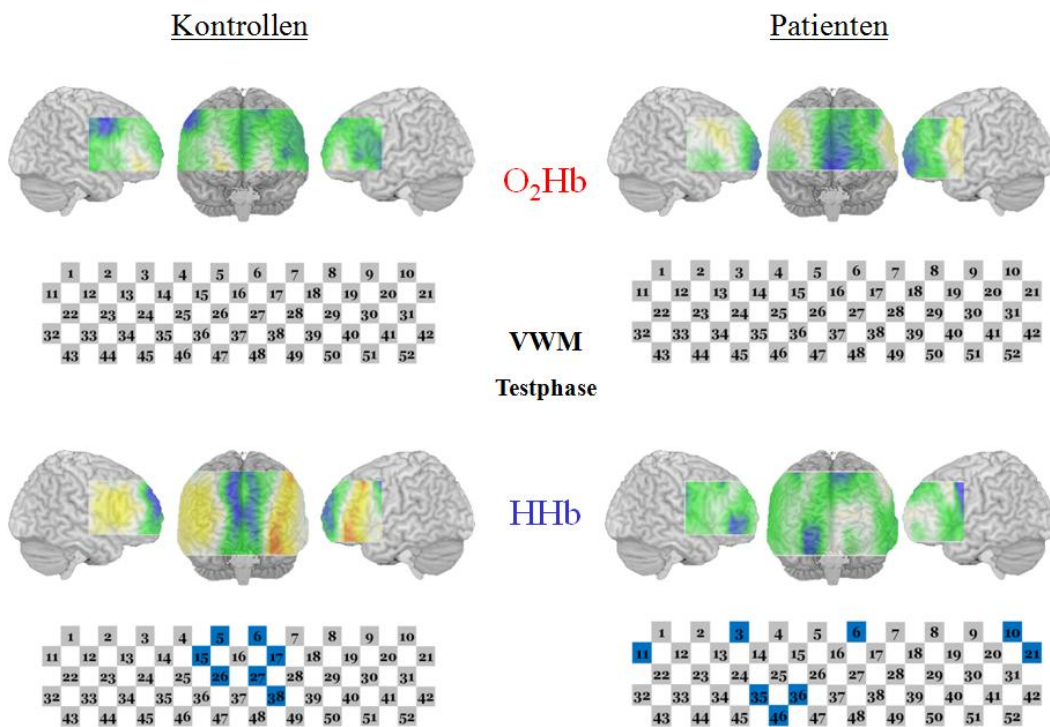 Kontrollen
Patienten
O₂Hb
1 2 3 4 5 6 7 8 9 10
11 12 13 14 15 16 17 18 19 20 21
22 23 24 25 26 27 28 29 30 31
32 33 34 35 36 37 38 39 40 41 42
43 44 45 46 47 48 49 50 51 52
1 2 3 4 5 6 7 8 9 10
11 12 13 14 15 16 17 18 19 20 21
22 23 24 25 26 27 28 29 30 31
32 33 34 35 36 37 38 39 40 41 42
43 44 45 46 47 48 49 50 51 52
VWM
Testphase
HHb
1 2 3 4 5 6 7 8 9 10
11 12 13 14 15 16 17 18 19 20 21
22 23 24 25 26 27 28 29 30 31
32 33 34 35 36 37 38 39 40 41 42
43 44 45 46 47 48 49 50 51 52
1 2 3 4 5 6 7 8 9 10
11 12 13 14 15 16 17 18 19 20 21
22 23 24 25 26 27 28 29 30 31
32 33 34 35 36 37 38 39 40 41 42
43 44 45 46 47 48 49 50 51 52